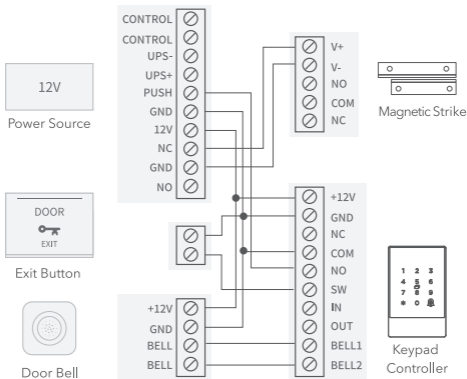 12V
Power Source
DOOR
EXIT
Exit Button
Door Bell
CONTROL
CONTROL
UPS-
UPS+
PUSH
GND
12V
NC
GND
NO
+12V
GND
BELL
BELL
V+
V-
NO
COM
NC
+12V
GND
NC
COM
NO
SW
IN
OUT
BELL1
BELL2
Magnetic Strike
1 2 3
4 5 6
7 8 9
* 0
Keypad
Controller